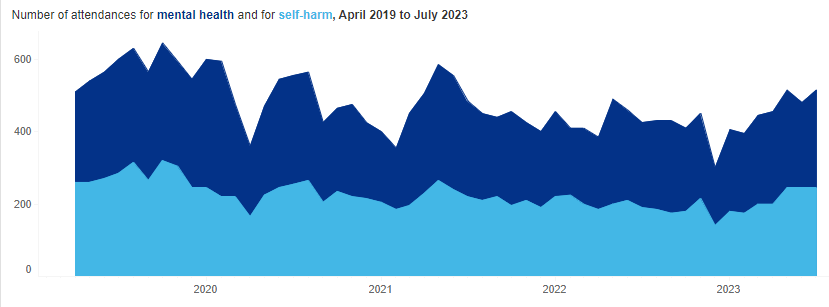 Number of attendances for mental health and for self-harm, April 2019 to July 2023
600
400
200
0
2020 2021 2022 2023